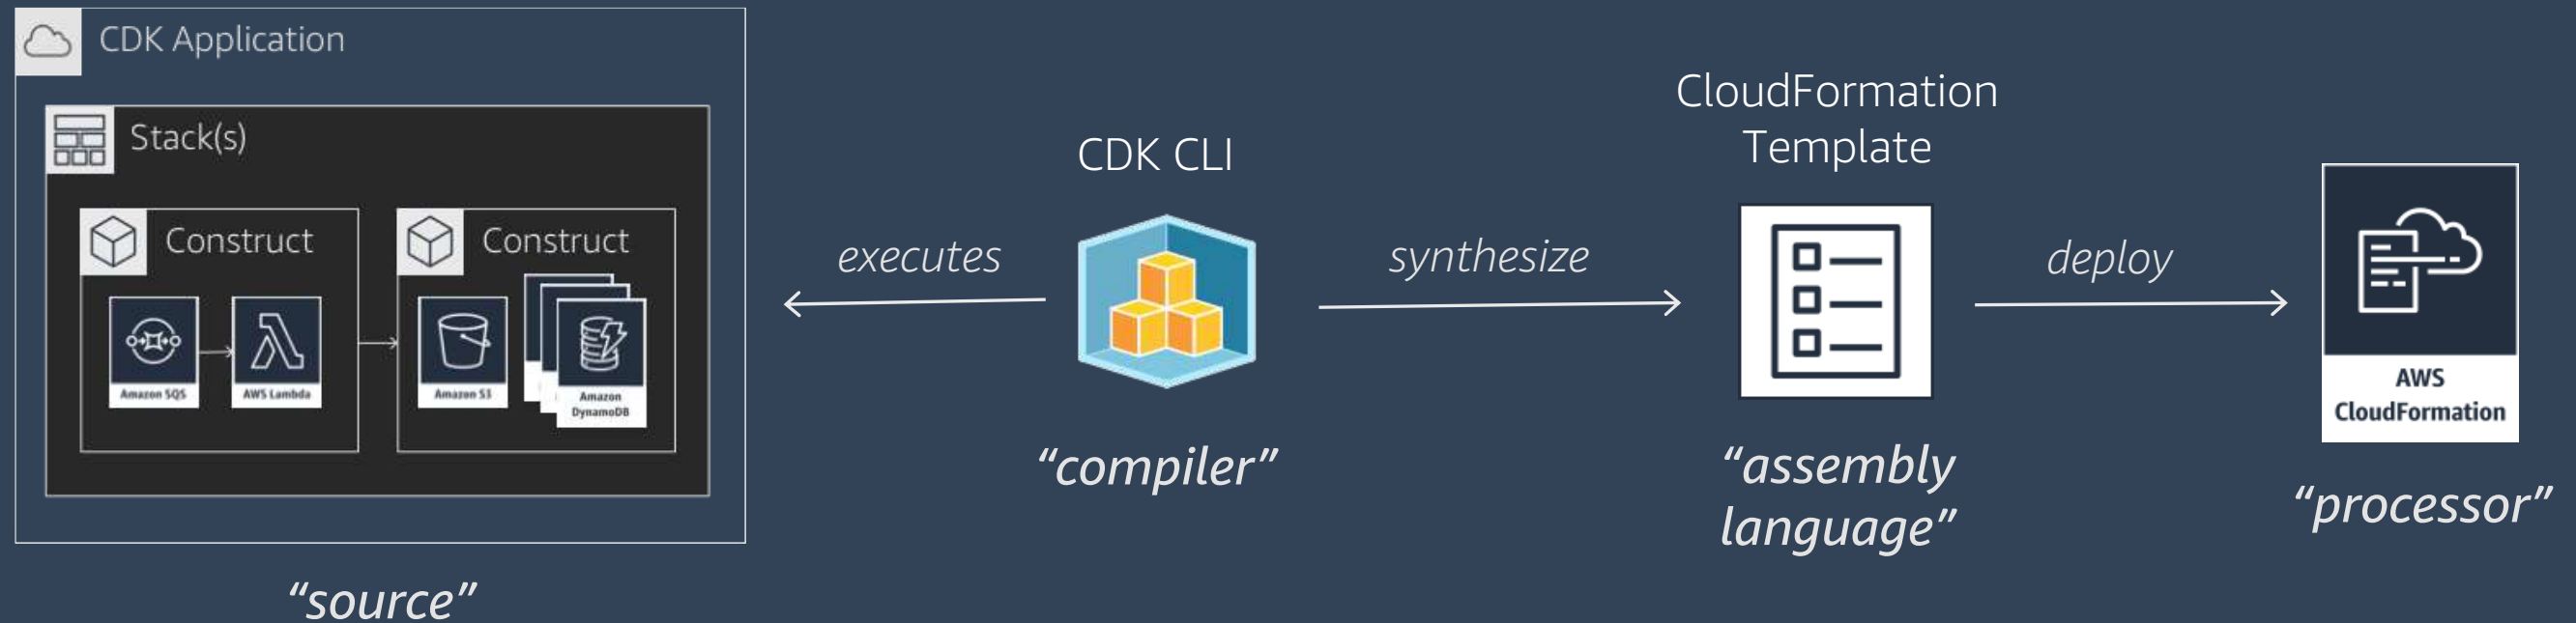 CDK Application
Stack(s)
Construct
Amazon SQS
AWS Lambda
Construct
Amazon S3
Amazon
DynamoDB
“source”
executes
CDK CLI
“compiler”
synthesize
CloudFormation
Template
“assembly
language”
deploy
AWS
CloudFormation
“processor”